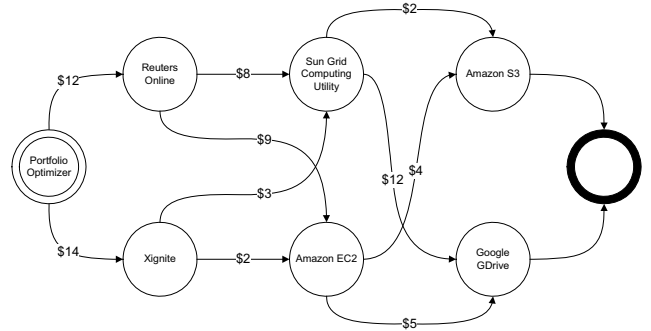 $2
Reuters
Online
Sun Grid
Computing
Utility
Amazon S3
$12
$8
$9
Portfolio
Optimizer
$4
$12
$3
$14
Xignite
$2
Amazon EC2
Google
GDrive
$5